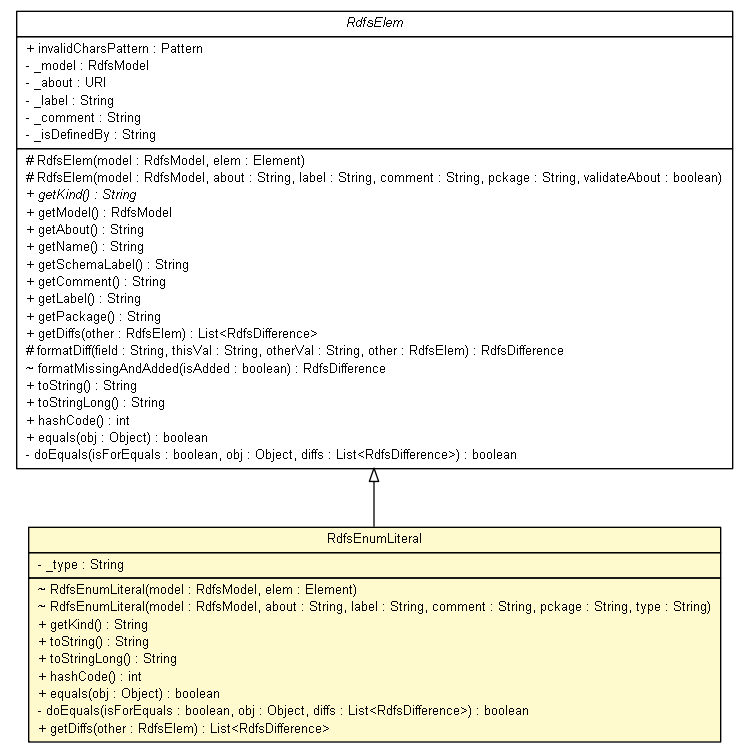 RdfsElem
+ invalidCharsPattern : Pattern
- _model : RdfsModel
- _about : URI
- _label : String
- _comment : String
- _isDefinedBy : String
# RdfsElem(model : RdfsModel, elem : Element)
# RdfsElem(model : RdfsModel, about : String, label : String, comment : String, pckage : String, validateAbout : boolean)
+ getKind() : String
+ getModel() : RdfsModel
+ getAbout() : String
+ getName() : String
+ getSchemaLabel() : String
+ getComment() : String
+ getLabel() : String
+ getPackage() : String
+ getDiffs(other : RdfsElem) : List<RdfsDifference>
# formatDiff(field : String, thisVal : String, otherVal : String, other : RdfsElem) : RdfsDifference
~ formatMissingAndAdded(isAdded : boolean) : RdfsDifference
+ toString() : String
+ toStringLong() : String
+ hashCode() : int
+ equals(obj : Object) : boolean
- doEquals(isForEquals : boolean, obj : Object, diffs : List<RdfsDifference>) : boolean
RdfsEnumLiteral
- _type : String
~ RdfsEnumLiteral(model : RdfsModel, elem : Element)
~ RdfsEnumLiteral(model : RdfsModel, about : String, label : String, comment : String, pckage : String, type : String)
+ getKind() : String
+ toString() : String
+ toStringLong() : String
+ hashCode() : int
+ equals(obj : Object) : boolean
- doEquals(isForEquals : boolean, obj : Object, diffs : List<RdfsDifference>) : boolean
+ getDiffs(other : RdfsElem) : List<RdfsDifference>